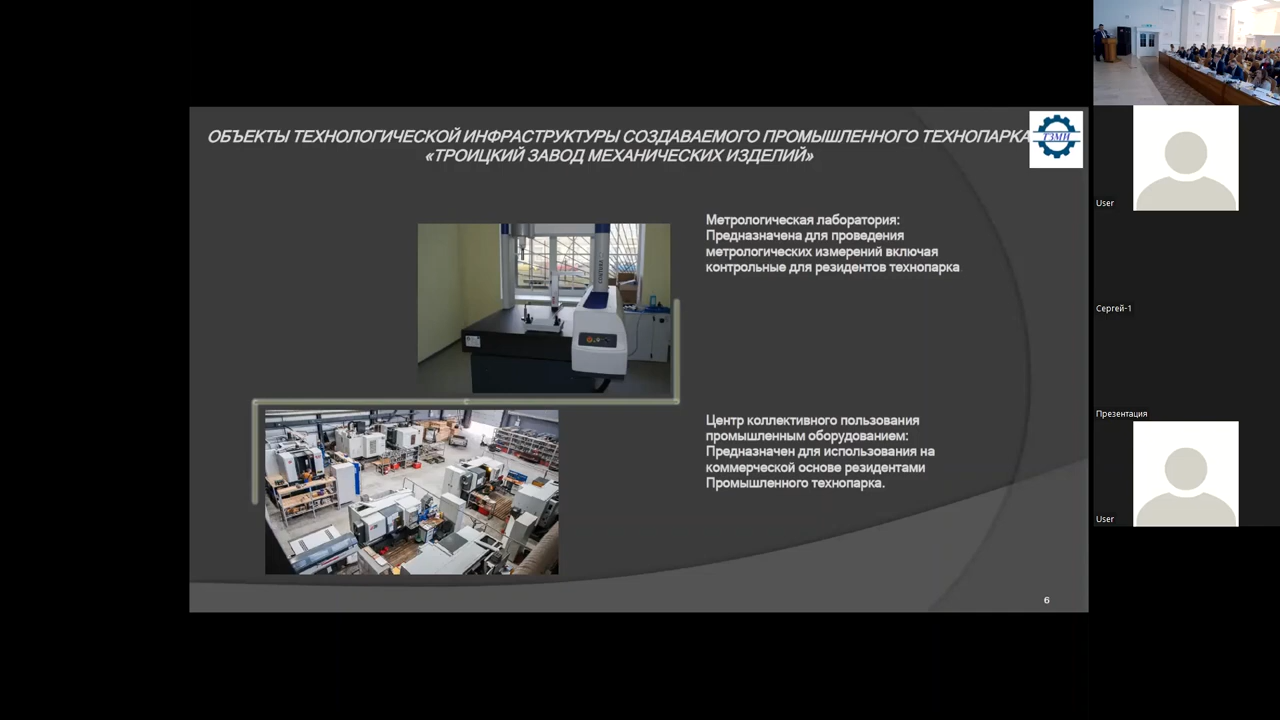 ОБЪЕКТЫ ТЕХНОЛОГИЧЕСКОЙ ИНФРАСТРУКТУРЫ СОЗДАВАЕМОГО ПРОМЫШЛЕННОГО ТЕХНОПАРКА
«ТРОИЦКИЙ ЗАВОД МЕХАНИЧЕСКИХ ИЗДЕЛИЙ»
ТЗМИ
Метрологическая лаборатория:
Предназначена для проведения
метрологических измерений включая
контрольные для резидентов технопарка
Центр коллективного пользования
промышленным оборудованием:
Предназначен для использования на
коммерческой основе резидентами
Промышленного технопарка.
6
User
Сергей-1
Презентация
User